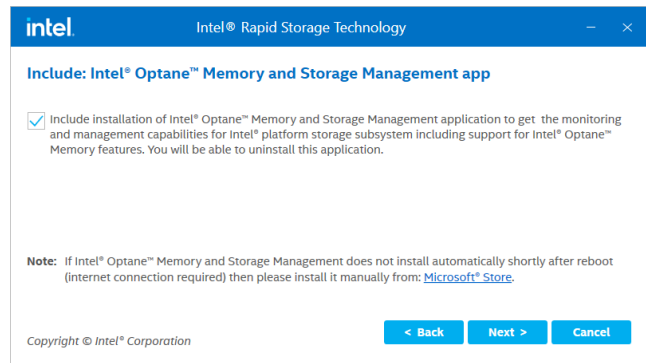 intel.
Intel® Rapid Storage Technology
Include: Intel® Optane™ Memory and Storage Management app
Include installation of Intel® Optane™ Memory and Storage Management application to get the monitoring
and management capabilities for Intel® platform storage subsystem including support for Intel® Optane™
Memory features. You will be able to uninstall this application.
Note: If Intel® Optane™ Memory and Storage Management does not install automatically shortly after reboot
(internet connection required) then please install it manually from: Microsoft® Store.
< Back Next > Cancel
Copyright © Intel® Corporation